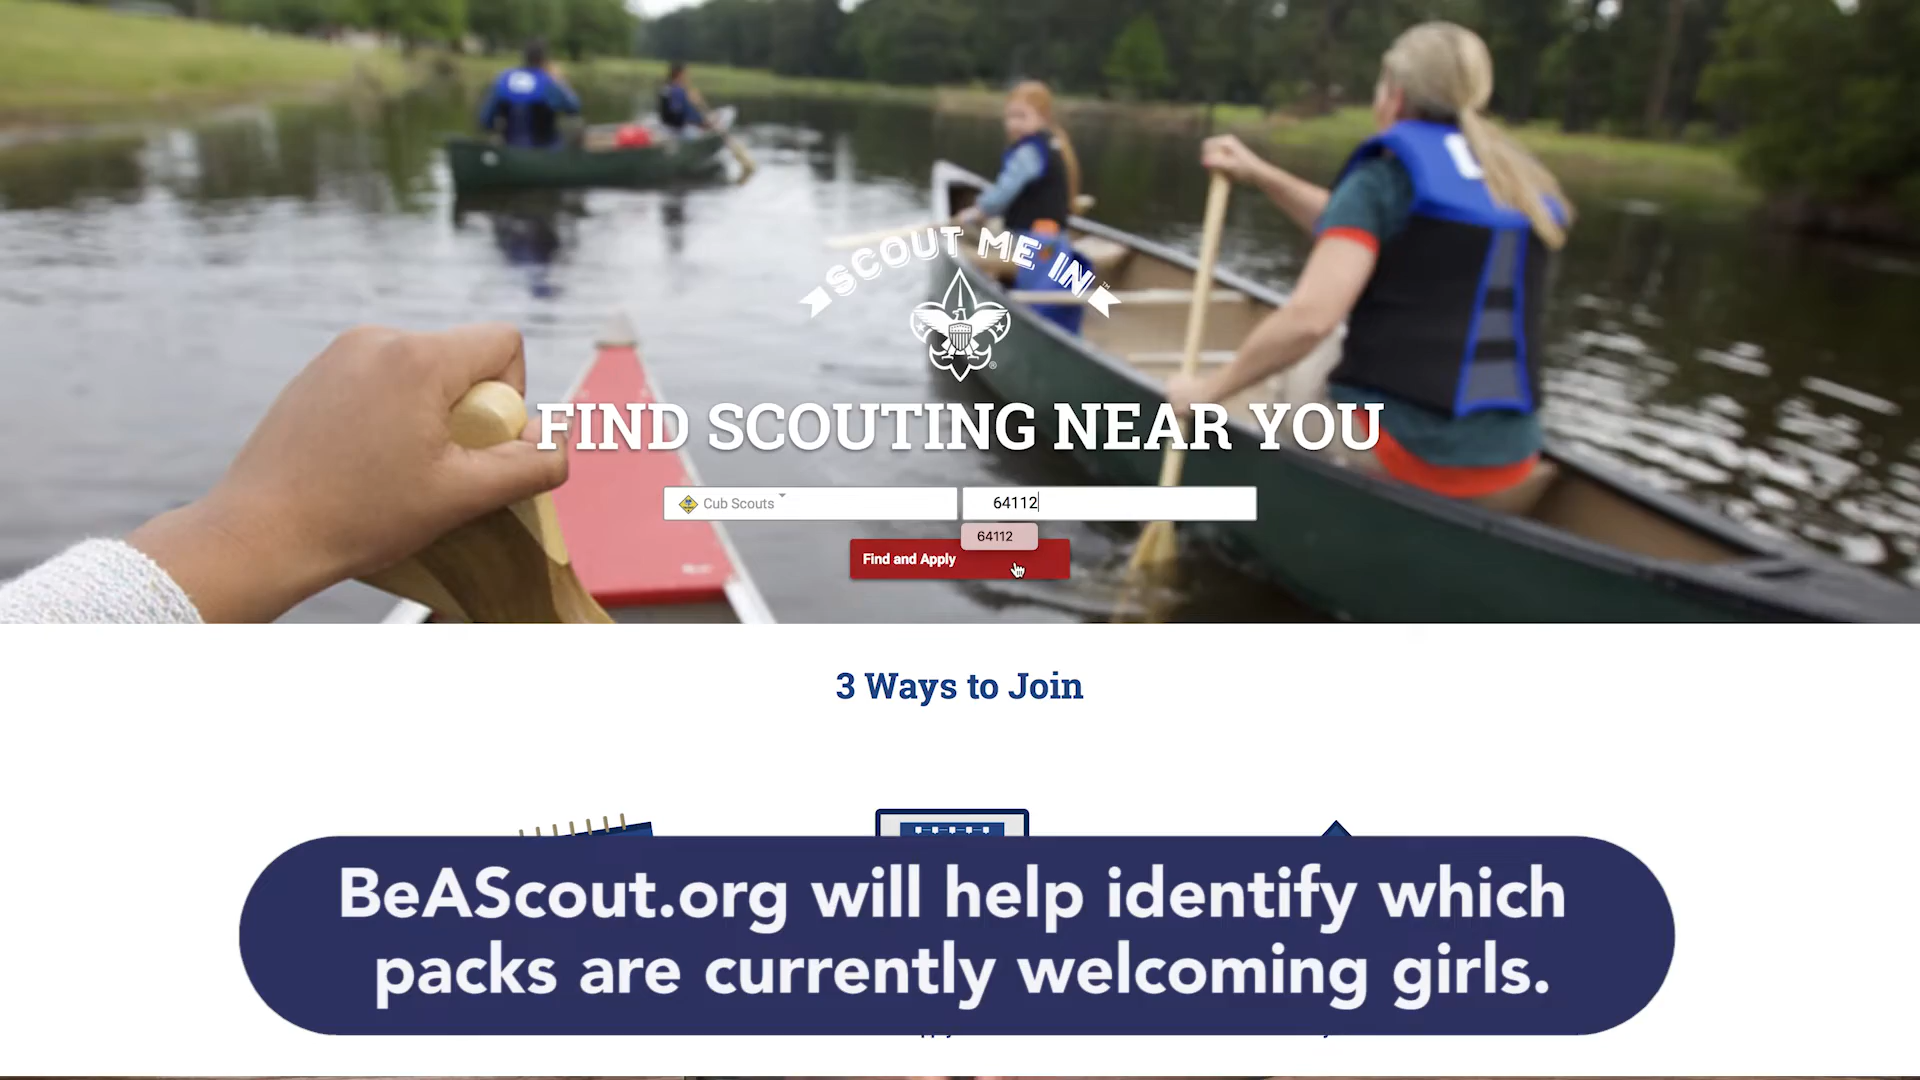 SCOUT ME IN
FIND SCOUTING NEAR YOU
Cub Scouts
64112
64112
Find and Apply
3 Ways to Join
BeAScout.org will help identify which
packs are currently welcoming girls.